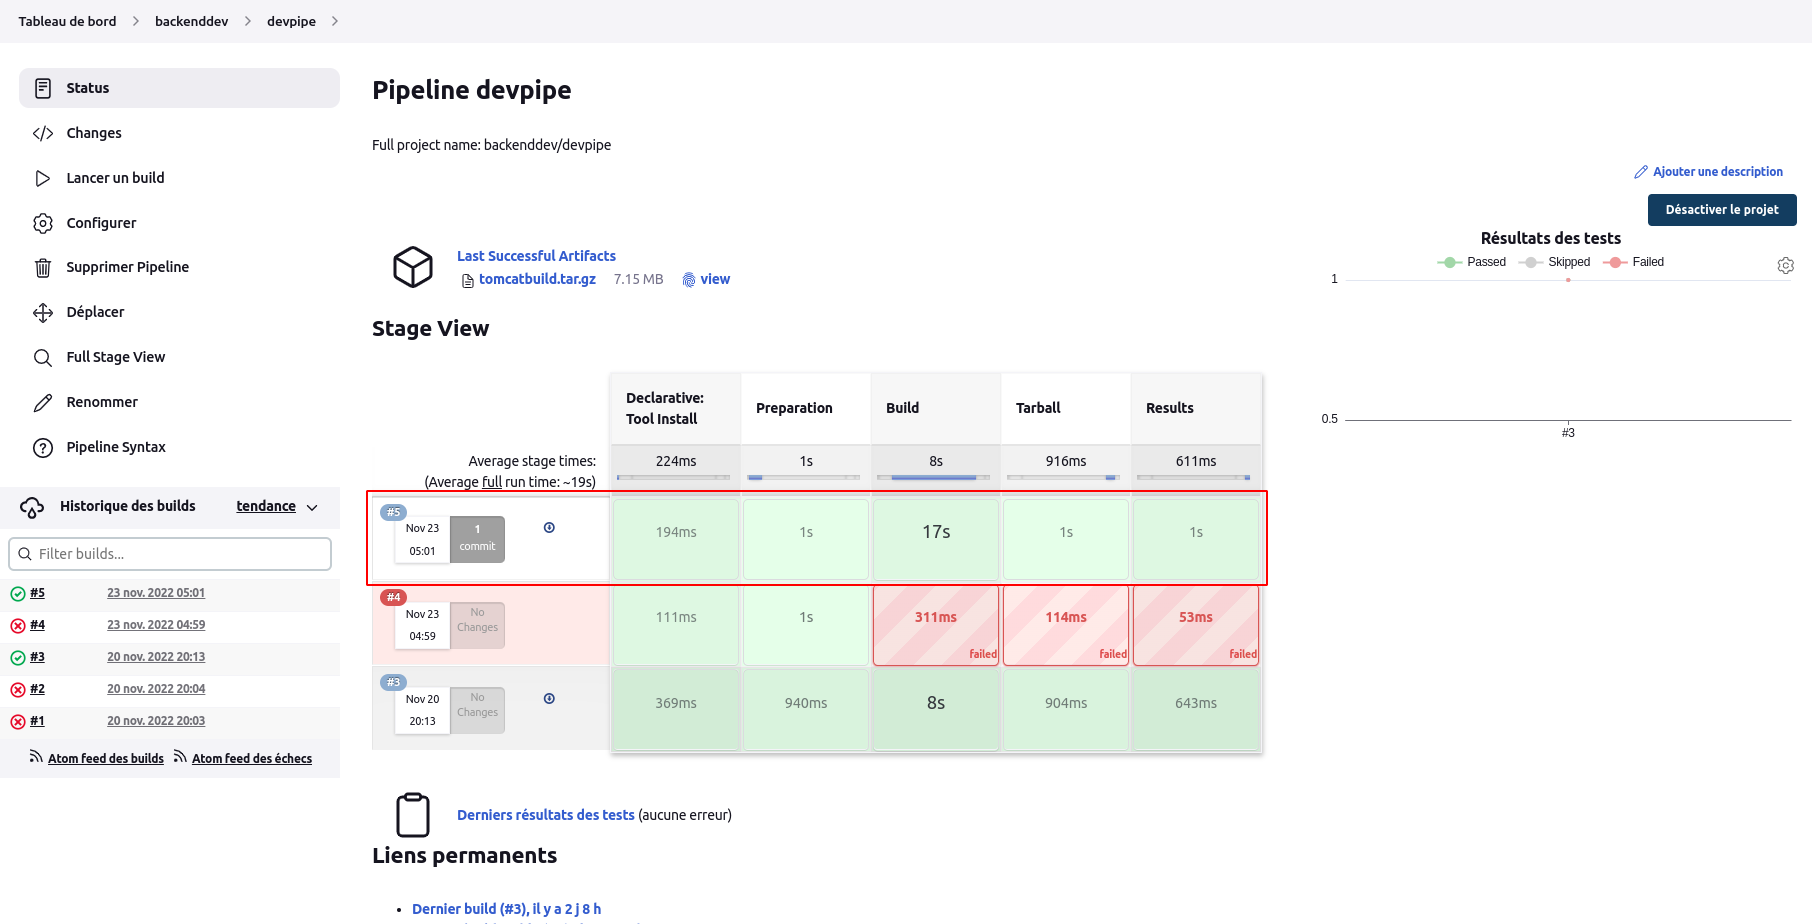 Tableau de bord > backenddev > devpipe >
Status
Changes
Lancer un build
Configurer
Supprimer Pipeline
Déplacer
Full Stage View
Renommer
Pipeline Syntax
Historique des builds tendance
Filter builds...
#5 23 nov. 2022 05:01
#4 23 nov. 2022 04:59
#3 20 nov. 2022 20:13
#2 20 nov. 2022 20:04
#1 20 nov. 2022 20:03
Atom feed des builds Atom feed des échecs
Pipeline devpipe
Full project name: backenddev/devpipe
Ajouter une description
Désactiver le projet
Last Successful Artifacts
tomcatbuild.tar.gz 7.15 MB view
Stage View
Declarative:
Tool Install
Preparation
Build
Tarball
Results
Average stage times:
(Average full run time: ~19s)
224ms 1s 8s 916ms 611ms
#5
Nov 23
05:01
1
commit
194ms 1s 17s 1s 1s
#4
Nov 23
04:59
No
Changes
111ms 1s 311ms 114ms 53ms
failed failed failed
#3
Nov 20
20:13
No
Changes
369ms 940ms 8s 904ms 643ms
Résultats des tests
Passed Skipped Failed
1
0.5
#3
Derniers résultats des tests (aucune erreur)
Liens permanents
• Dernier build (#3), il y a 2 j 8 h